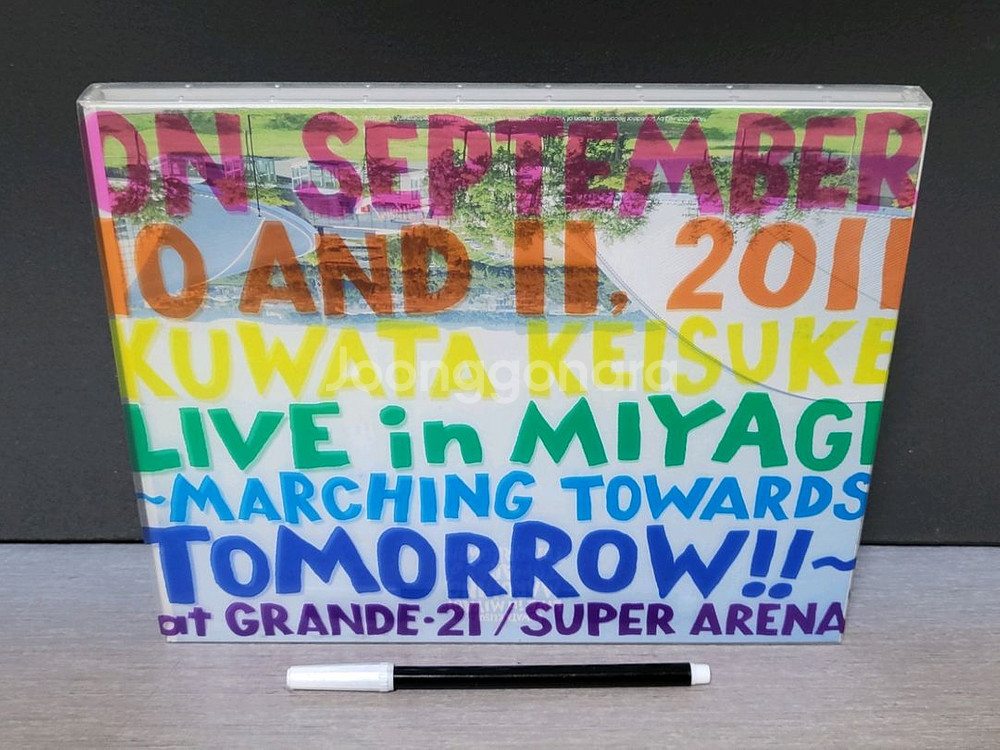 ON SEPTEMBER
10 AND 11, 2011
KUWATA KEISUKE
Joonggonara
LIVE in MIYAGI
~MARCHING TOWARDS
TOMORROW!!~
at GRANDE·21/SUPER ARENA